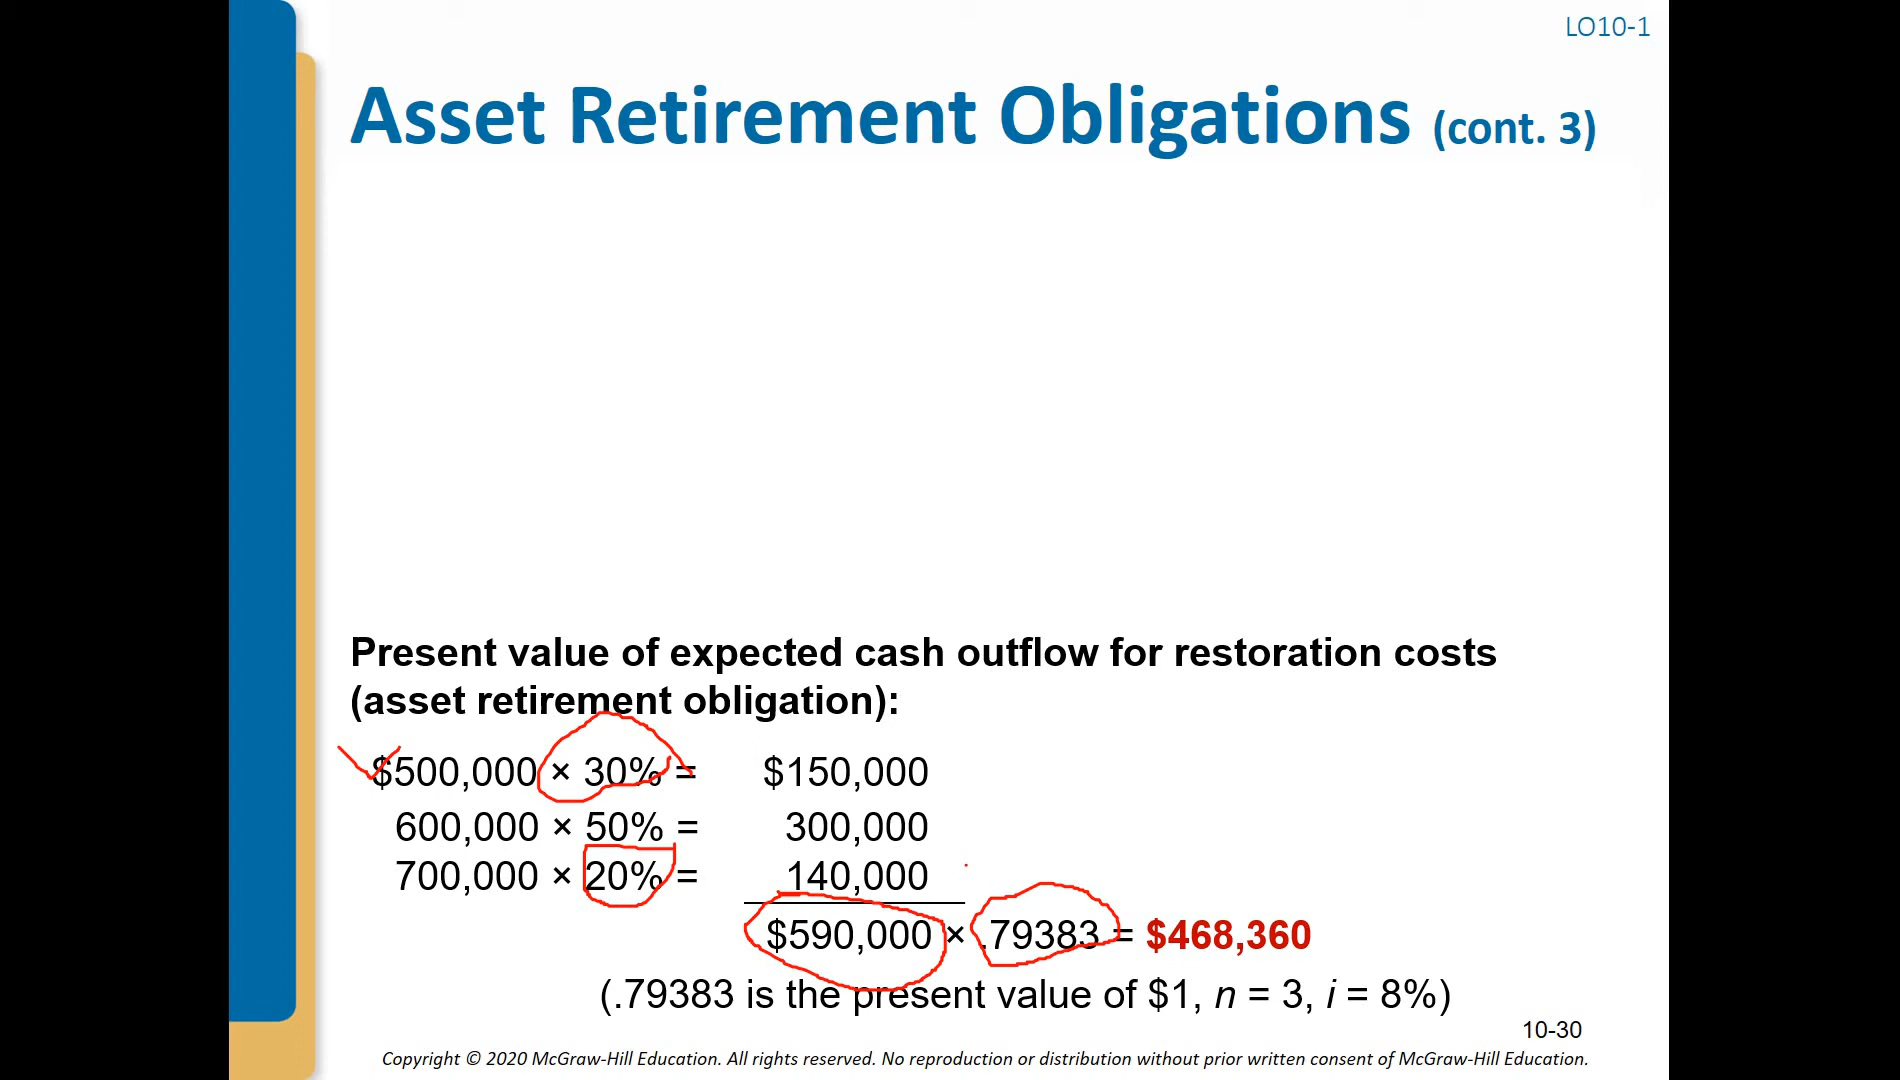 LO10-1
Asset Retirement Obligations (cont. 3)
Present value of expected cash outflow for restoration costs
(asset retirement obligation):
$500,000 × 30% = $150,000
600,000 × 50% = 300,000
700,000 × 20% = 140,000
$590,000 × .79383 = $468,360
(.79383 is the present value of $1, n = 3, i = 8%)
10-30
Copyright © 2020 McGraw-Hill Education. All rights reserved. No reproduction or distribution without prior written consent of McGraw-Hill Education.